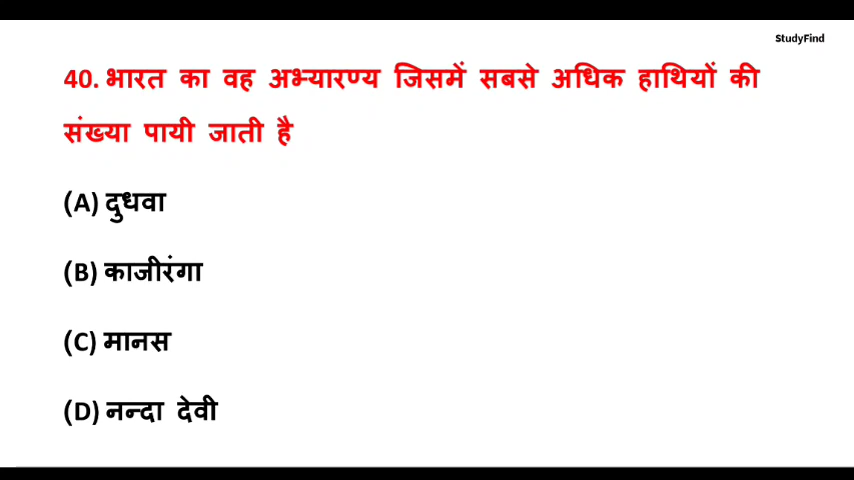 StudyFind
40. भारत का वह अभ्यारण्य जिसमें सबसे अधिक हाथियों की
संख्या पायी जाती है
(A) दुधवा
(B) काजीरंगा
(C) मानस
(D) नन्दा देवी